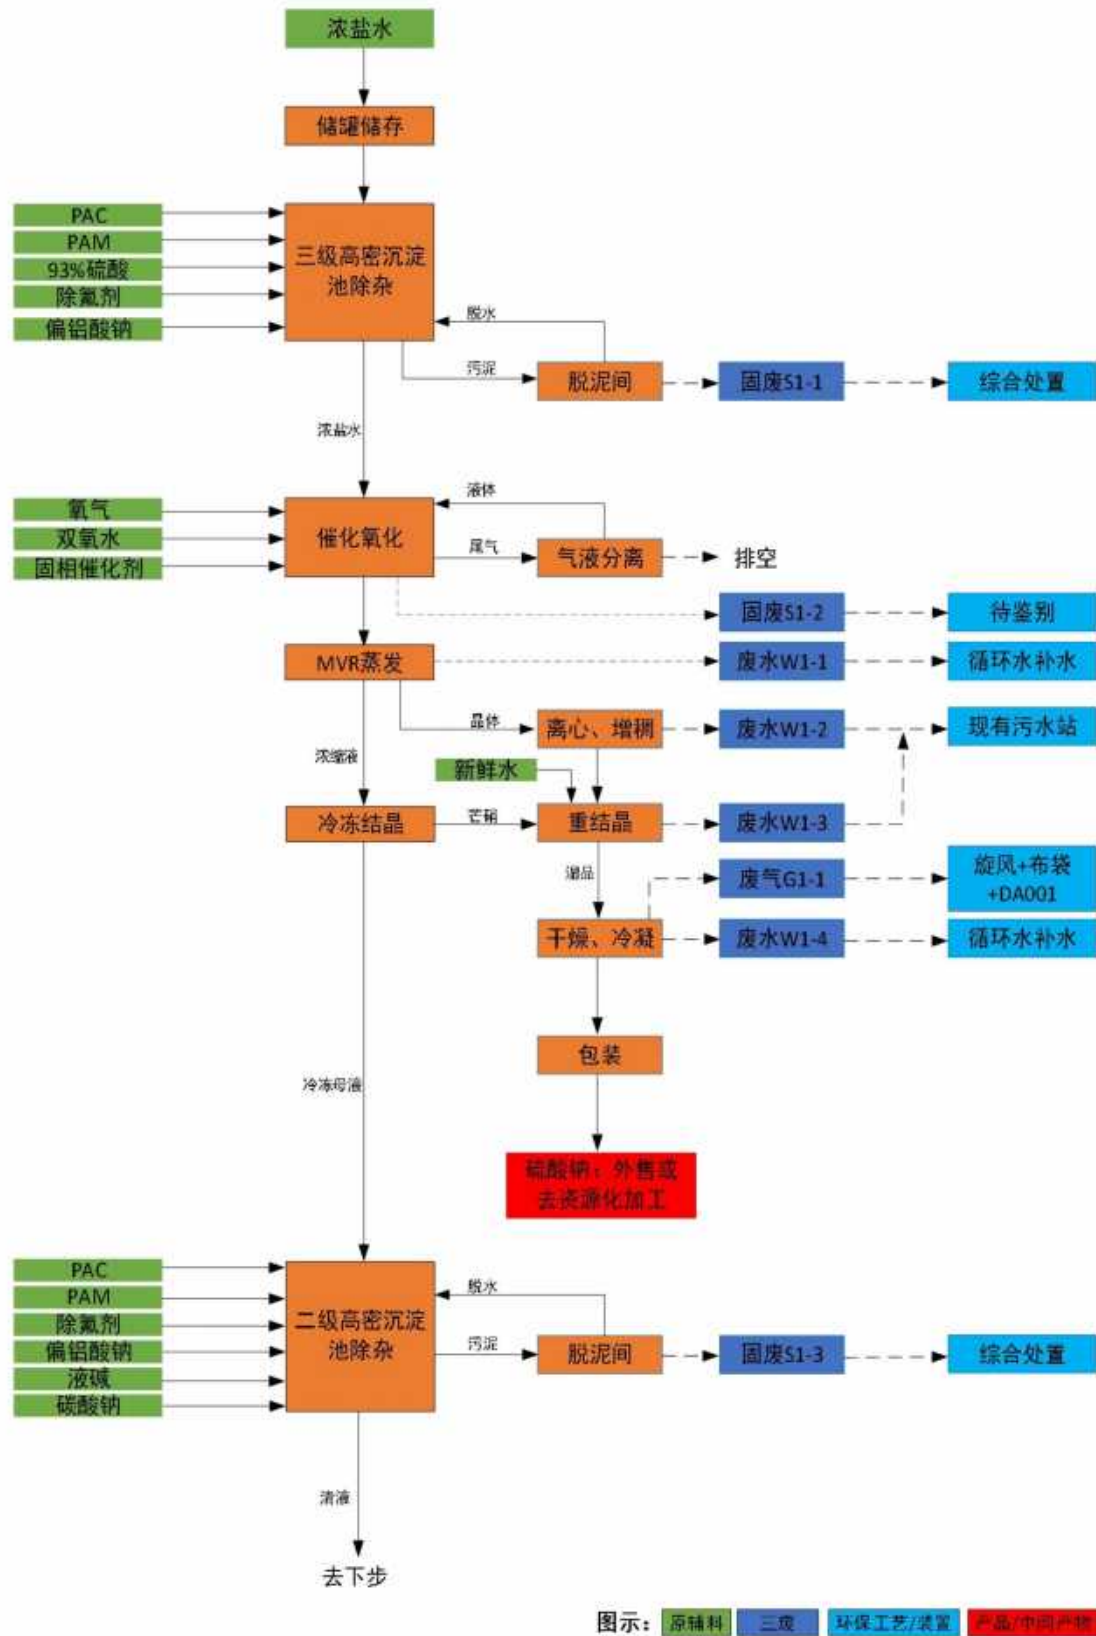 浓盐水
储罐储存
PAC
PAM
93%硫酸
除氟剂
偏铝酸钠
三级高密沉淀
池除杂
脱水
污泥
脱泥间
固废S1-1
综合处置
浓盐水
氧气
双氧水
固相催化剂
催化氧化
液体
尾气
气液分离
排空
固废S1-2
待鉴别
MVR蒸发
废水W1-1
循环水补水
晶体
离心、增稠
废水W1-2
现有污水站
浓缩液
新鲜水
冷冻结晶
芒硝
重结晶
废水W1-3
湿品
废气G1-1
旋风+布袋
+DA001
干燥、冷凝
废水W1-4
循环水补水
包装
冷冻母液
硫酸钠：外售或
去资源化加工
PAC
PAM
除氟剂
偏铝酸钠
液碱
碳酸钠
二级高密沉淀
池除杂
脱水
污泥
脱泥间
固废S1-3
综合处置
清液
去下步
图示：
原辅料
三废
环保工艺/装置
产品/中间产物